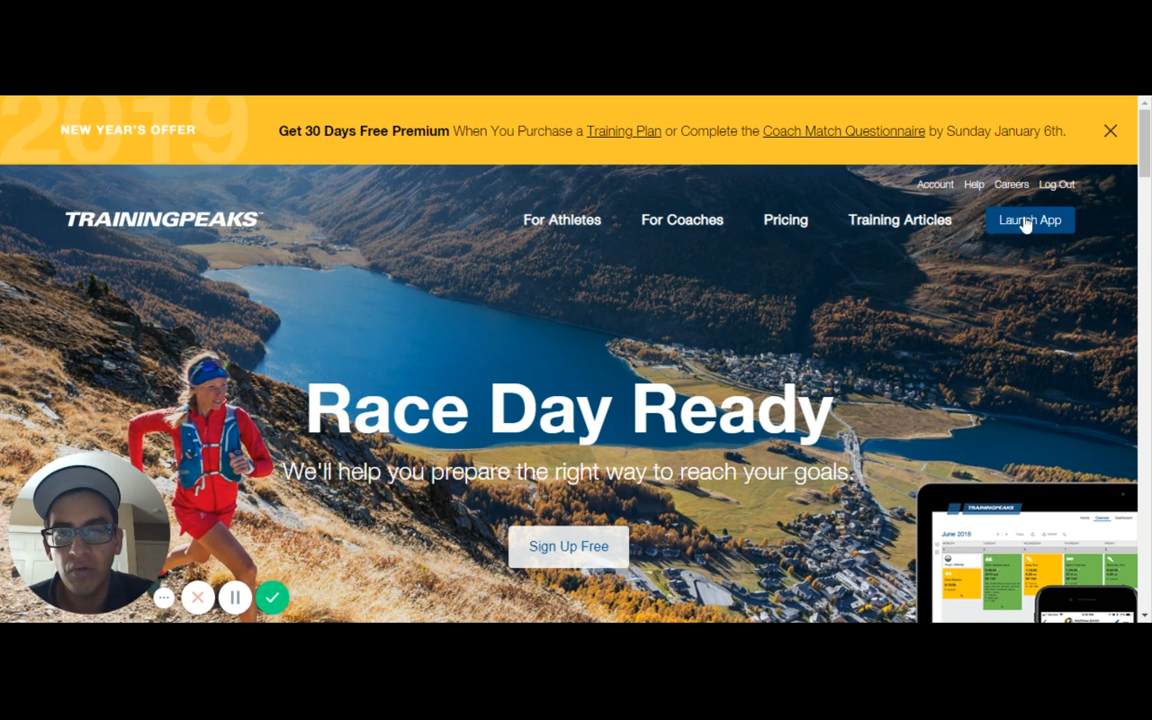 2019
NEW YEAR'S OFFER
Get 30 Days Free Premium When You Purchase a Training Plan or Complete the Coach Match Questionnaire by Sunday January 6th.
Account Help Careers Log Out
TRAININGPEAKS
For Athletes For Coaches Pricing Training Articles Launch App
Race Day Ready
We'll help you prepare the right way to reach your goals.
Sign Up Free
TRAININGPEAKS
Home Calendar Dashboard
June 2018